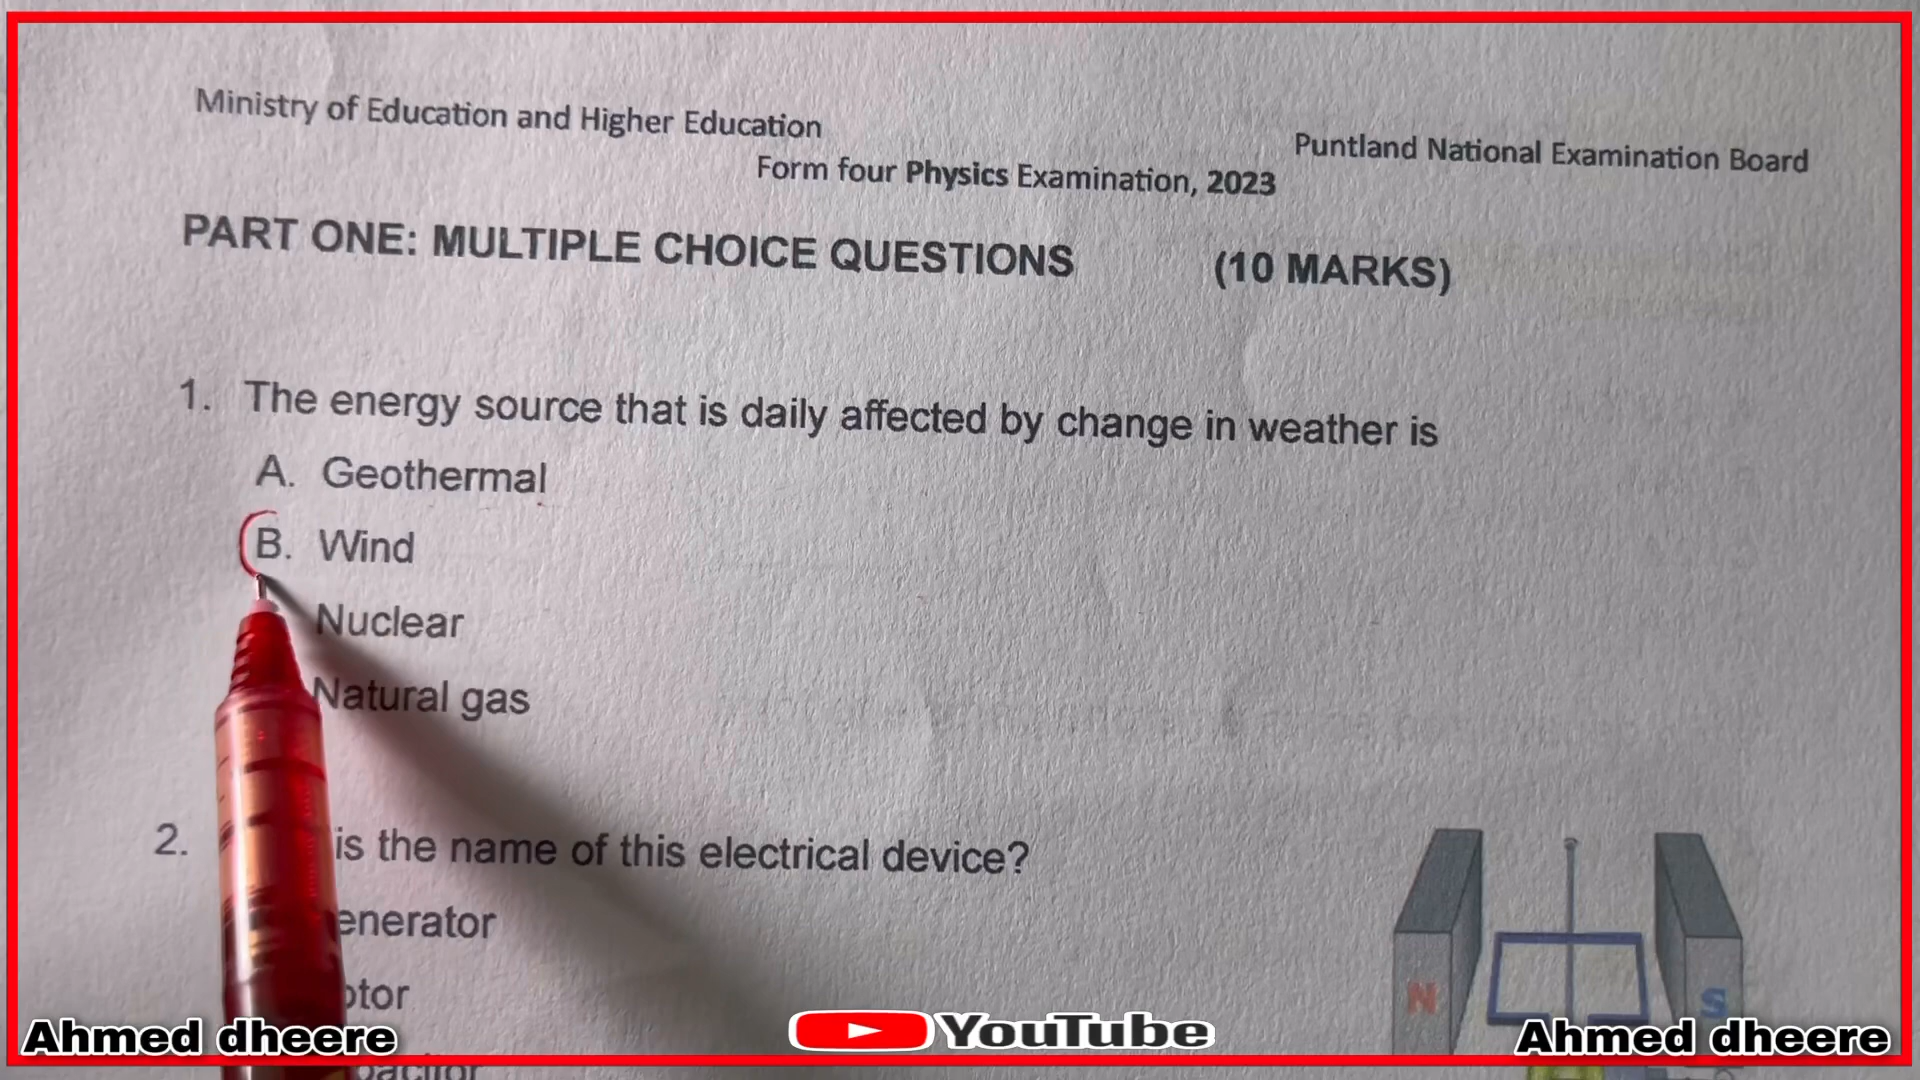 Ministry of Education and Higher Education
Puntland National Examination Board
Form four Physics Examination, 2023
PART ONE: MULTIPLE CHOICE QUESTIONS (10 MARKS)
1. The energy source that is daily affected by change in weather is
A. Geothermal
B. Wind
Nuclear
Natural gas
2. is the name of this electrical device?
enerator
otor
N S
Ahmed dheere
YouTube
Ahmed dheere